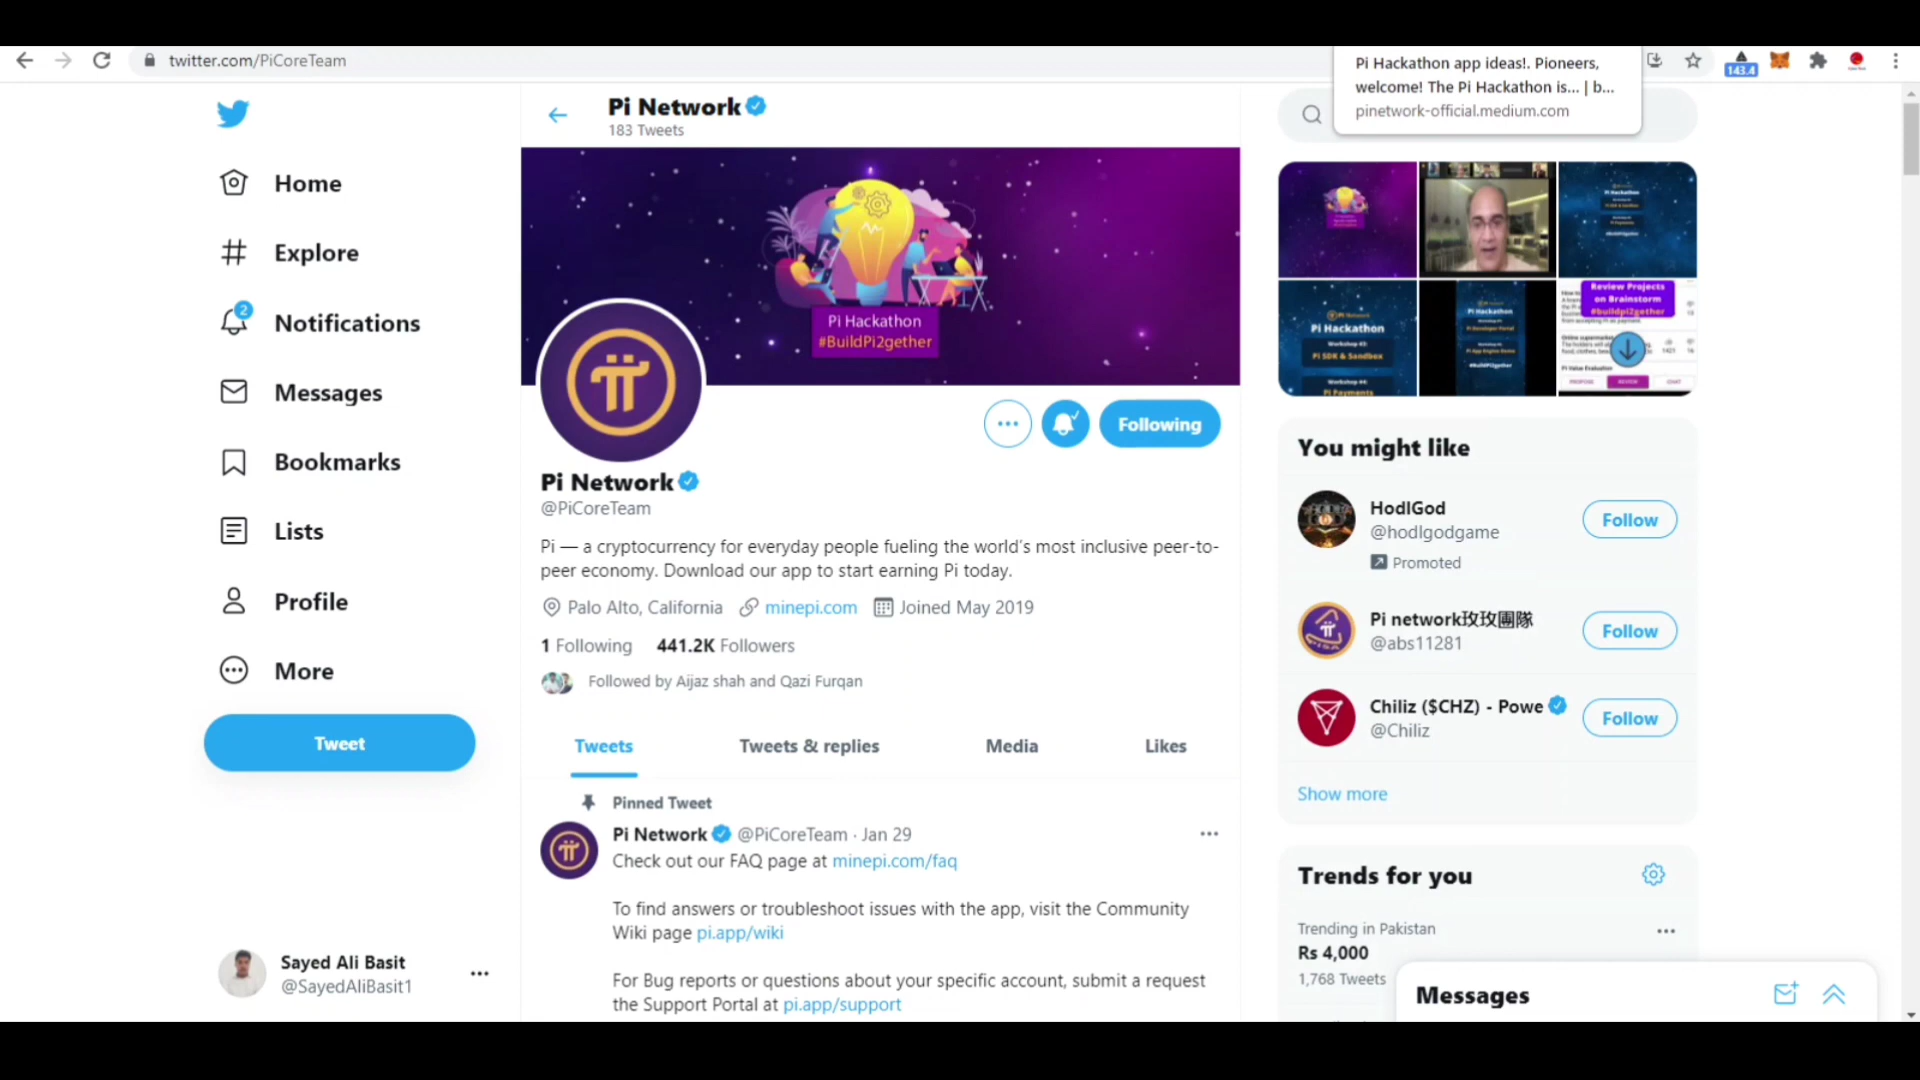 twitter.com/PiCoreTeam
Pi Hackathon app ideas!. Pioneers,
welcome! The Pi Hackathon is... | b...
pinetwork-official.medium.com
143.4
Home
Explore
2
Notifications
Messages
Bookmarks
Lists
Profile
More
Tweet
Sayed Ali Basit
@SayedAliBasit1
Pi Network
183 Tweets
Pi Hackathon
#BuildPi2gether
Following
Pi Network
@PiCoreTeam
Pi — a cryptocurrency for everyday people fueling the world's most inclusive peer-to-
peer economy. Download our app to start earning Pi today.
Palo Alto, California minepi.com Joined May 2019
1 Following 441.2K Followers
Followed by Aijaz shah and Qazi Furqan
Tweets Tweets & replies Media Likes
Pinned Tweet
Pi Network @PiCoreTeam · Jan 29
Check out our FAQ page at minepi.com/faq
To find answers or troubleshoot issues with the app, visit the Community
Wiki page pi.app/wiki
For Bug reports or questions about your specific account, submit a request
the Support Portal at pi.app/support
Pi Hackathon
Pi SDK & Sandbox
Workshop #4:
Pi Payments
Review Projects
on Brainstorm
#buildpi2gether
You might like
HodlGod
@hodlgodgame
Promoted
Follow
Pi network玫玫團隊
@abs11281
Follow
Chiliz ($CHZ) - Powe
@Chiliz
Follow
Show more
Trends for you
Trending in Pakistan
Rs 4,000
1,768 Tweets
Messages